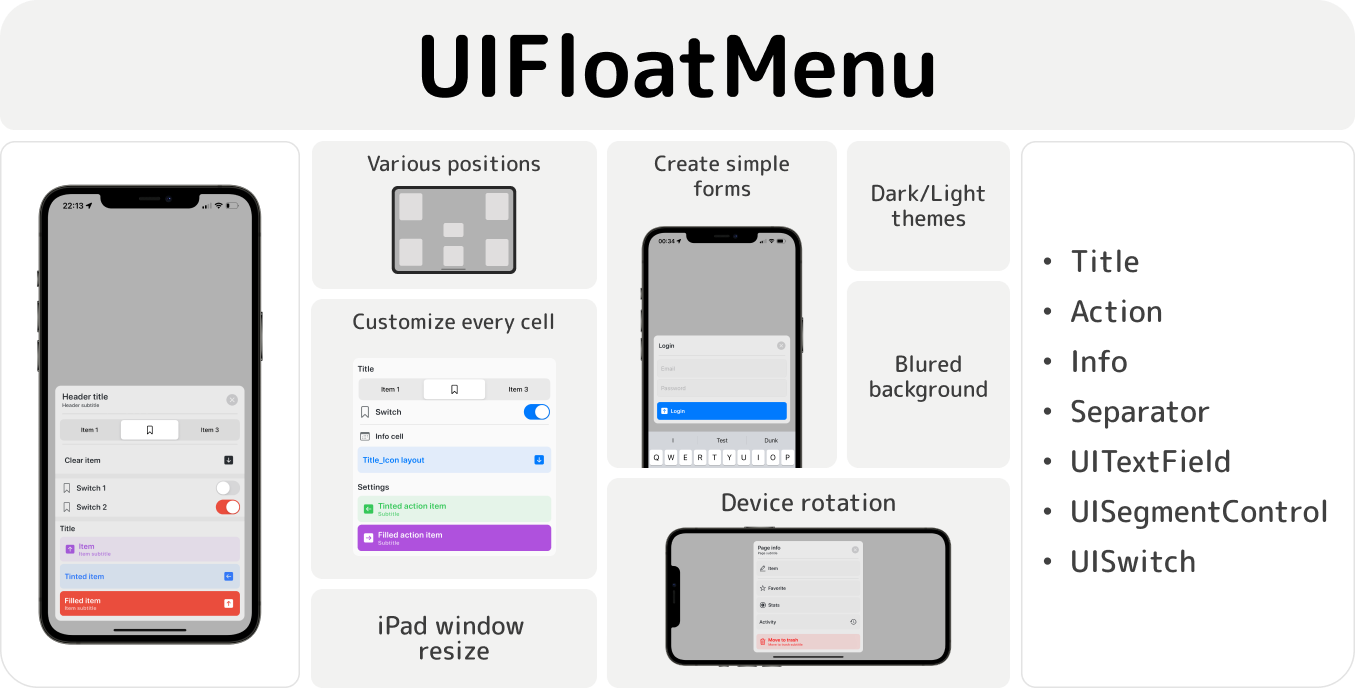 UIFloatMenu
22:13
Header title
Header subtitle
Item 1
Item 3
Clear item
Switch 1
Switch 2
Title
Item
Item subtitle
Tinted item
Filled item
Item subtitle
Various positions
Customize every cell
Title
Item 1
Item 3
Switch
Info cell
Title_Icon layout
Settings
Tinted action item
Subtitle
Filled action item
Subtitle
iPad window
resize
Create simple
forms
00:34
Login
Email
Password
Login
I Test Dunk
Q W E R T Y U I O P
Dark/Light
themes
Blured
background
Device rotation
Page info
Page subtitle
Item
Favorite
Stats
Activity
Move to trash
• Title
• Action
• Info
• Separator
• UITextField
• UISegmentControl
• UISwitch